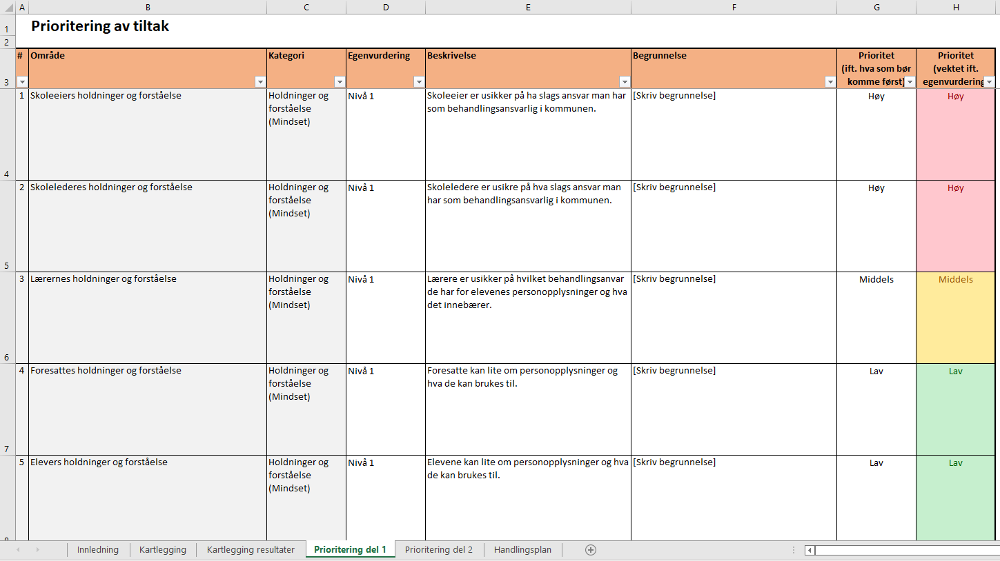 A B C D E F G H
1 Prioritering av tiltak
2
3 # Område Kategori Egenvurdering Beskrivelse Begrunnelse Prioritet Prioritet
(ift. hva som bør (vektet ift.
komme først) egenvurdering
4 1 Skoleeiers holdninger og forståelse Holdninger og Nivå 1 Skoleeier er usikker på ha slags ansvar man har [Skriv begrunnelse] Høy Høy
forståelse som behandlingsansvarlig i kommunen.
(Mindset)
5 2 Skolelederes holdninger og forståelse Holdninger og Nivå 1 Skoleledere er usikre på hva slags ansvar man [Skriv begrunnelse] Høy Høy
forståelse har som behandlingsansvarlig i kommunen.
(Mindset)
6 3 Lærernes holdninger og forståelse Holdninger og Nivå 1 Lærere er usikker på hvilket behandlingsanvar [Skriv begrunnelse] Middels Middels
forståelse de har for elevenes personopplysninger og hva
(Mindset) det innebærer.
7 4 Foresattes holdninger og forståelse Holdninger og Nivå 1 Foresatte kan lite om personopplysninger og [Skriv begrunnelse] Lav Lav
forståelse hva de kan brukes til.
(Mindset)
5 Elevers holdninger og forståelse Holdninger og Nivå 1 Elevene kan lite om personopplysninger og hva [Skriv begrunnelse] Lav Lav
forståelse de kan brukes til.
(Mindset)
Innledning Kartlegging Kartlegging resultater Prioritering del 1 Prioritering del 2 Handlingsplan